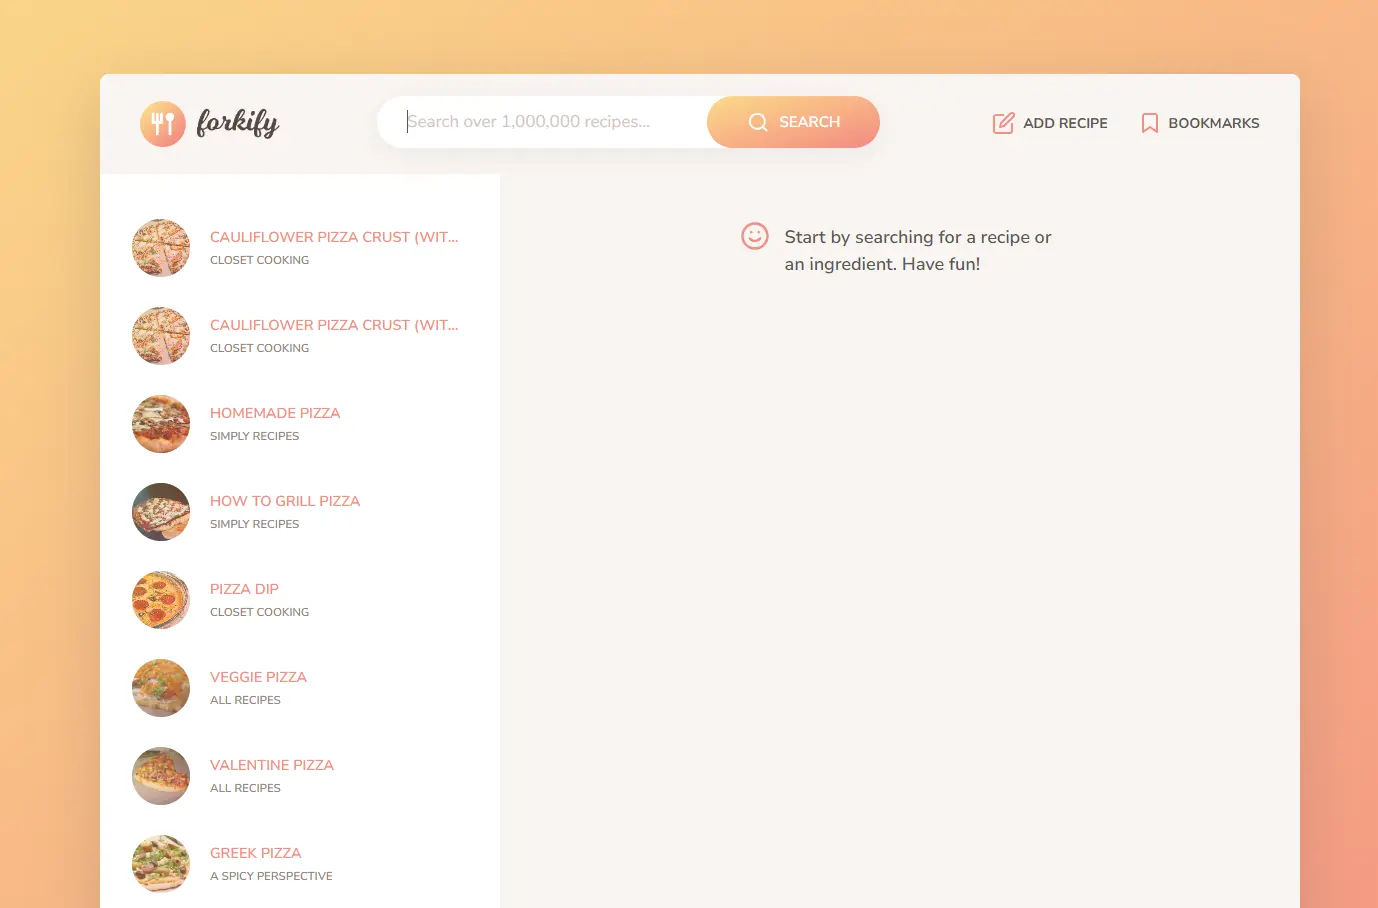 forkify
Search over 1,000,000 recipes...
SEARCH
ADD RECIPE
BOOKMARKS
CAULIFLOWER PIZZA CRUST (WIT...
CLOSET COOKING
CAULIFLOWER PIZZA CRUST (WIT...
CLOSET COOKING
HOMEMADE PIZZA
SIMPLY RECIPES
HOW TO GRILL PIZZA
SIMPLY RECIPES
PIZZA DIP
CLOSET COOKING
VEGGIE PIZZA
ALL RECIPES
VALENTINE PIZZA
ALL RECIPES
GREEK PIZZA
A SPICY PERSPECTIVE
Start by searching for a recipe or
an ingredient. Have fun!